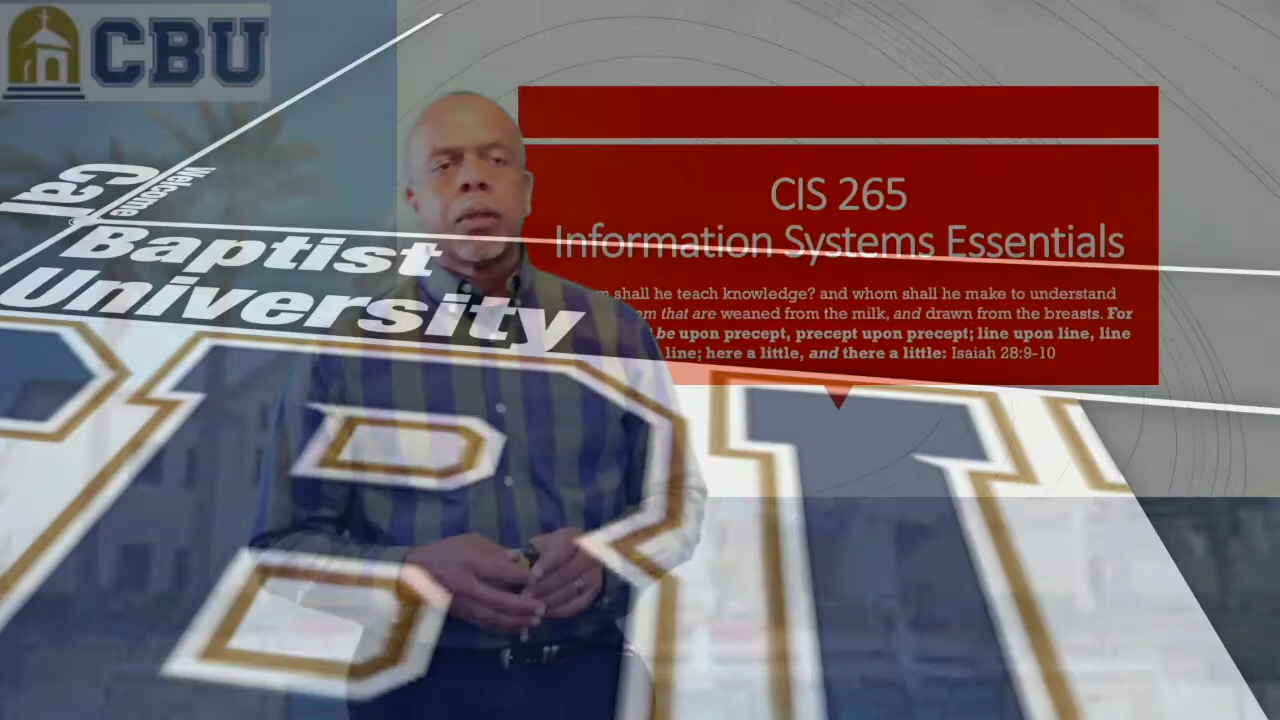 CBU
Welcome
Cal
Baptist
University
CIS 265
Information Systems Essentials
shall he teach knowledge? and whom shall he make to understand
that are weaned from the milk, and drawn from the breasts. For
be upon precept, precept upon precept; line upon line, line
line; here a little, and there a little: Isaiah 28:9-10
CBU